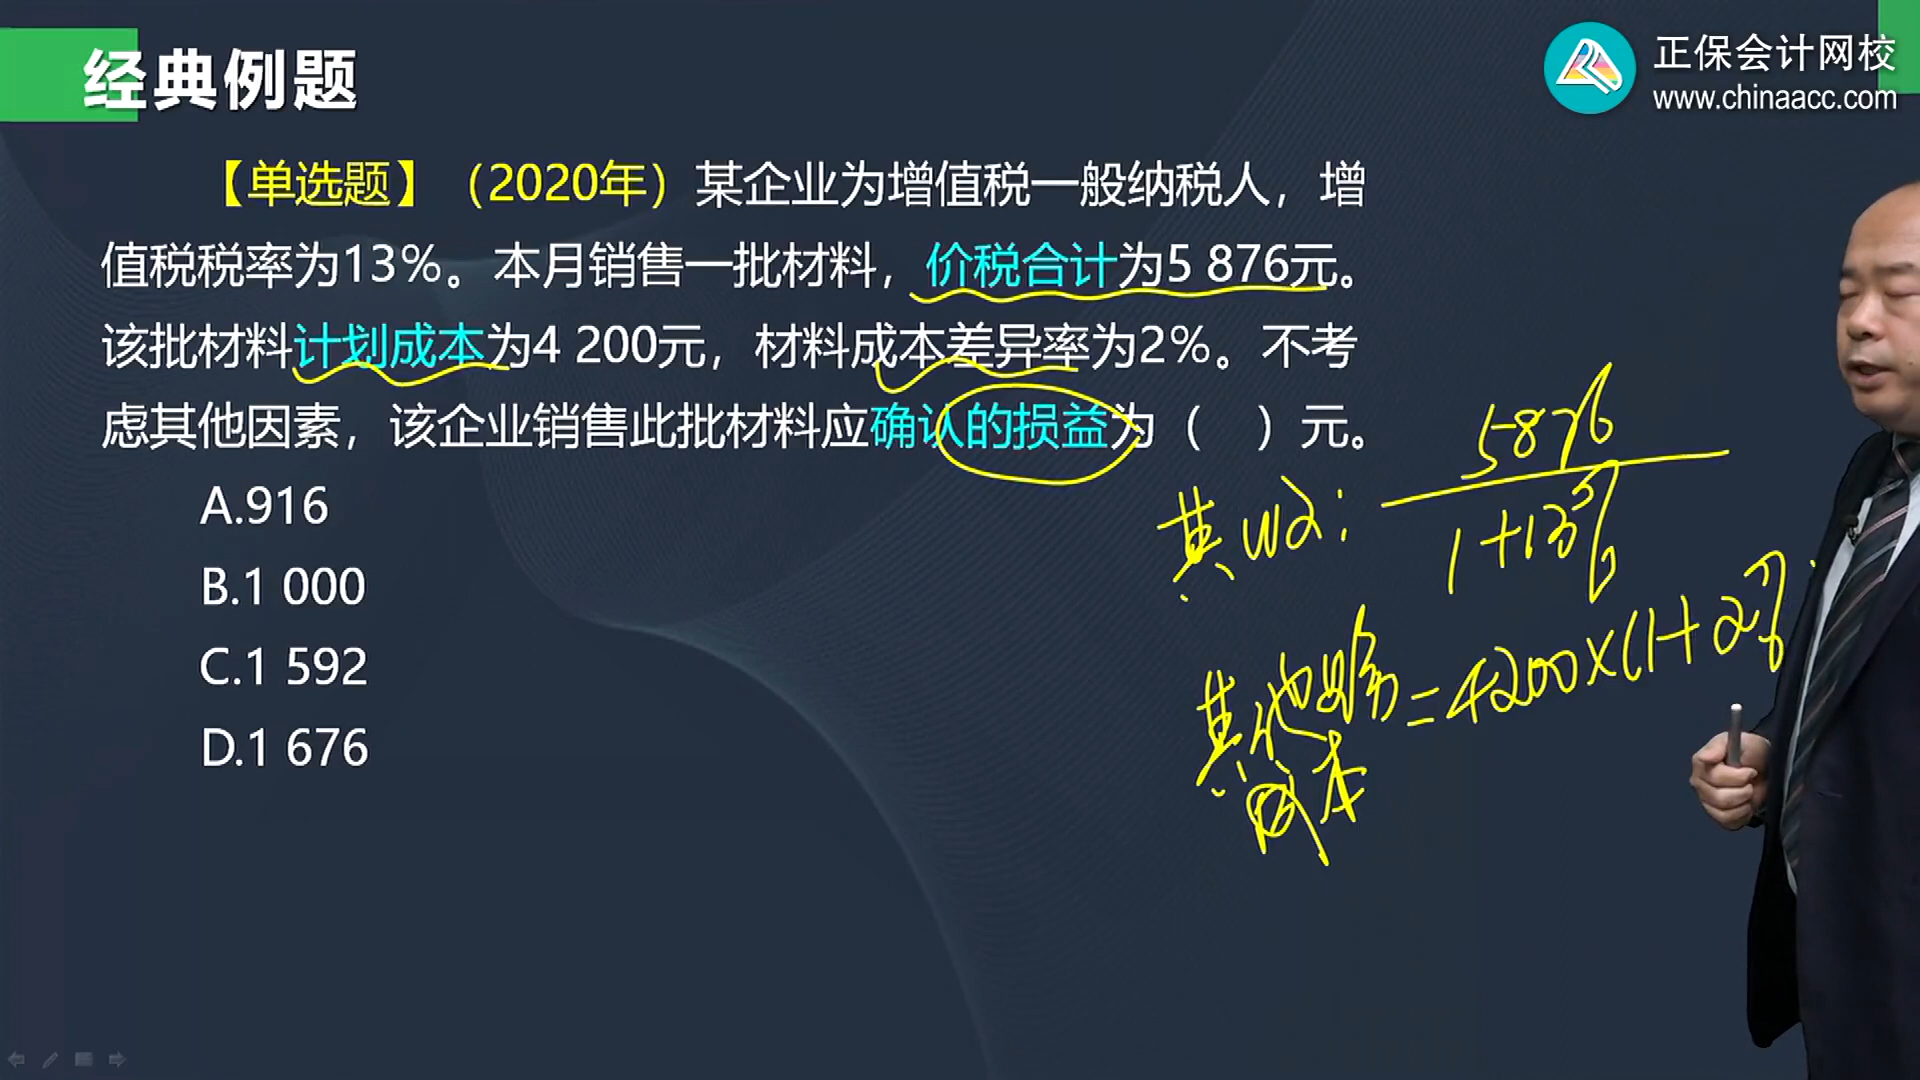 经典例题
正保会计网校
www.chinaacc.com
【单选题】（2020年）某企业为增值税一般纳税人，增
值税税率为13%。本月销售一批材料，价税合计为5 876元。
该批材料计划成本为4 200元，材料成本差异率为2%。不考
虑其他因素，该企业销售此批材料应确认的损益为（ ）元。
A.916
B.1 000
C.1 592
D.1 676
5876
1+13%
其他
=4200×(1+2%
成本